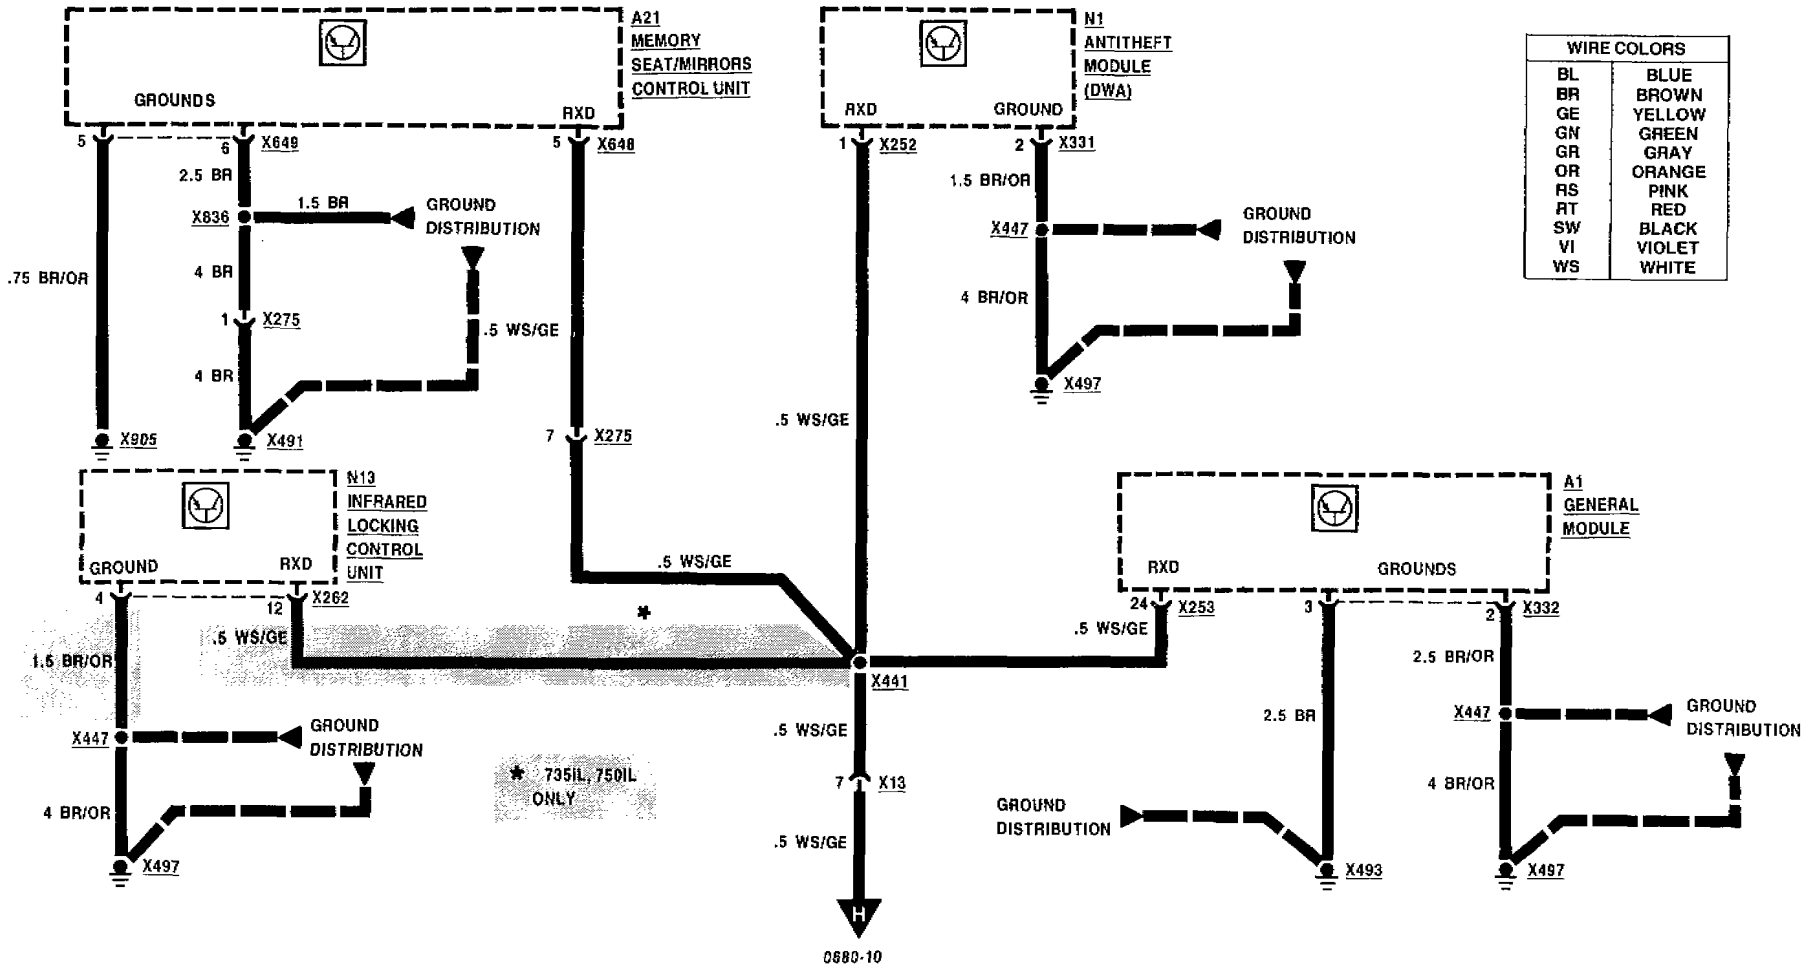 A21
MEMORY
SEAT/MIRRORS
CONTROL UNIT
GROUNDS
RXD
5
6
X649
5
X648
2.5 BR
X836
1.5 BR
GROUND
DISTRIBUTION
.75 BR/OR
4 BR
1
X275
.5 WS/GE
4 BR
X905
X491
7
X275
N1
ANTITHEFT
MODULE
(DWA)
RXD
GROUND
1
X252
2
X331
1.5 BR/OR
X447
GROUND
DISTRIBUTION
4 BR/OR
X497
.5 WS/GE
WIRE COLORS
BL BLUE
BR BROWN
GE YELLOW
GN GREEN
GR GRAY
OR ORANGE
RS PINK
RT RED
SW BLACK
VI VIOLET
WS WHITE
N13
INFRARED
LOCKING
CONTROL
UNIT
GROUND
RXD
4
12
X262
.5 WS/GE
1.5 BR/OR
X447
GROUND
DISTRIBUTION
4 BR/OR
X497
.5 WS/GE
*
* 735iL, 750iL
ONLY
X441
.5 WS/GE
7
X13
.5 WS/GE
H
0680-10
A1
GENERAL
MODULE
RXD
GROUNDS
24
X253
3
2
X332
.5 WS/GE
2.5 BR/OR
2.5 BR
X447
GROUND
DISTRIBUTION
4 BR/OR
GROUND
DISTRIBUTION
X493
X497